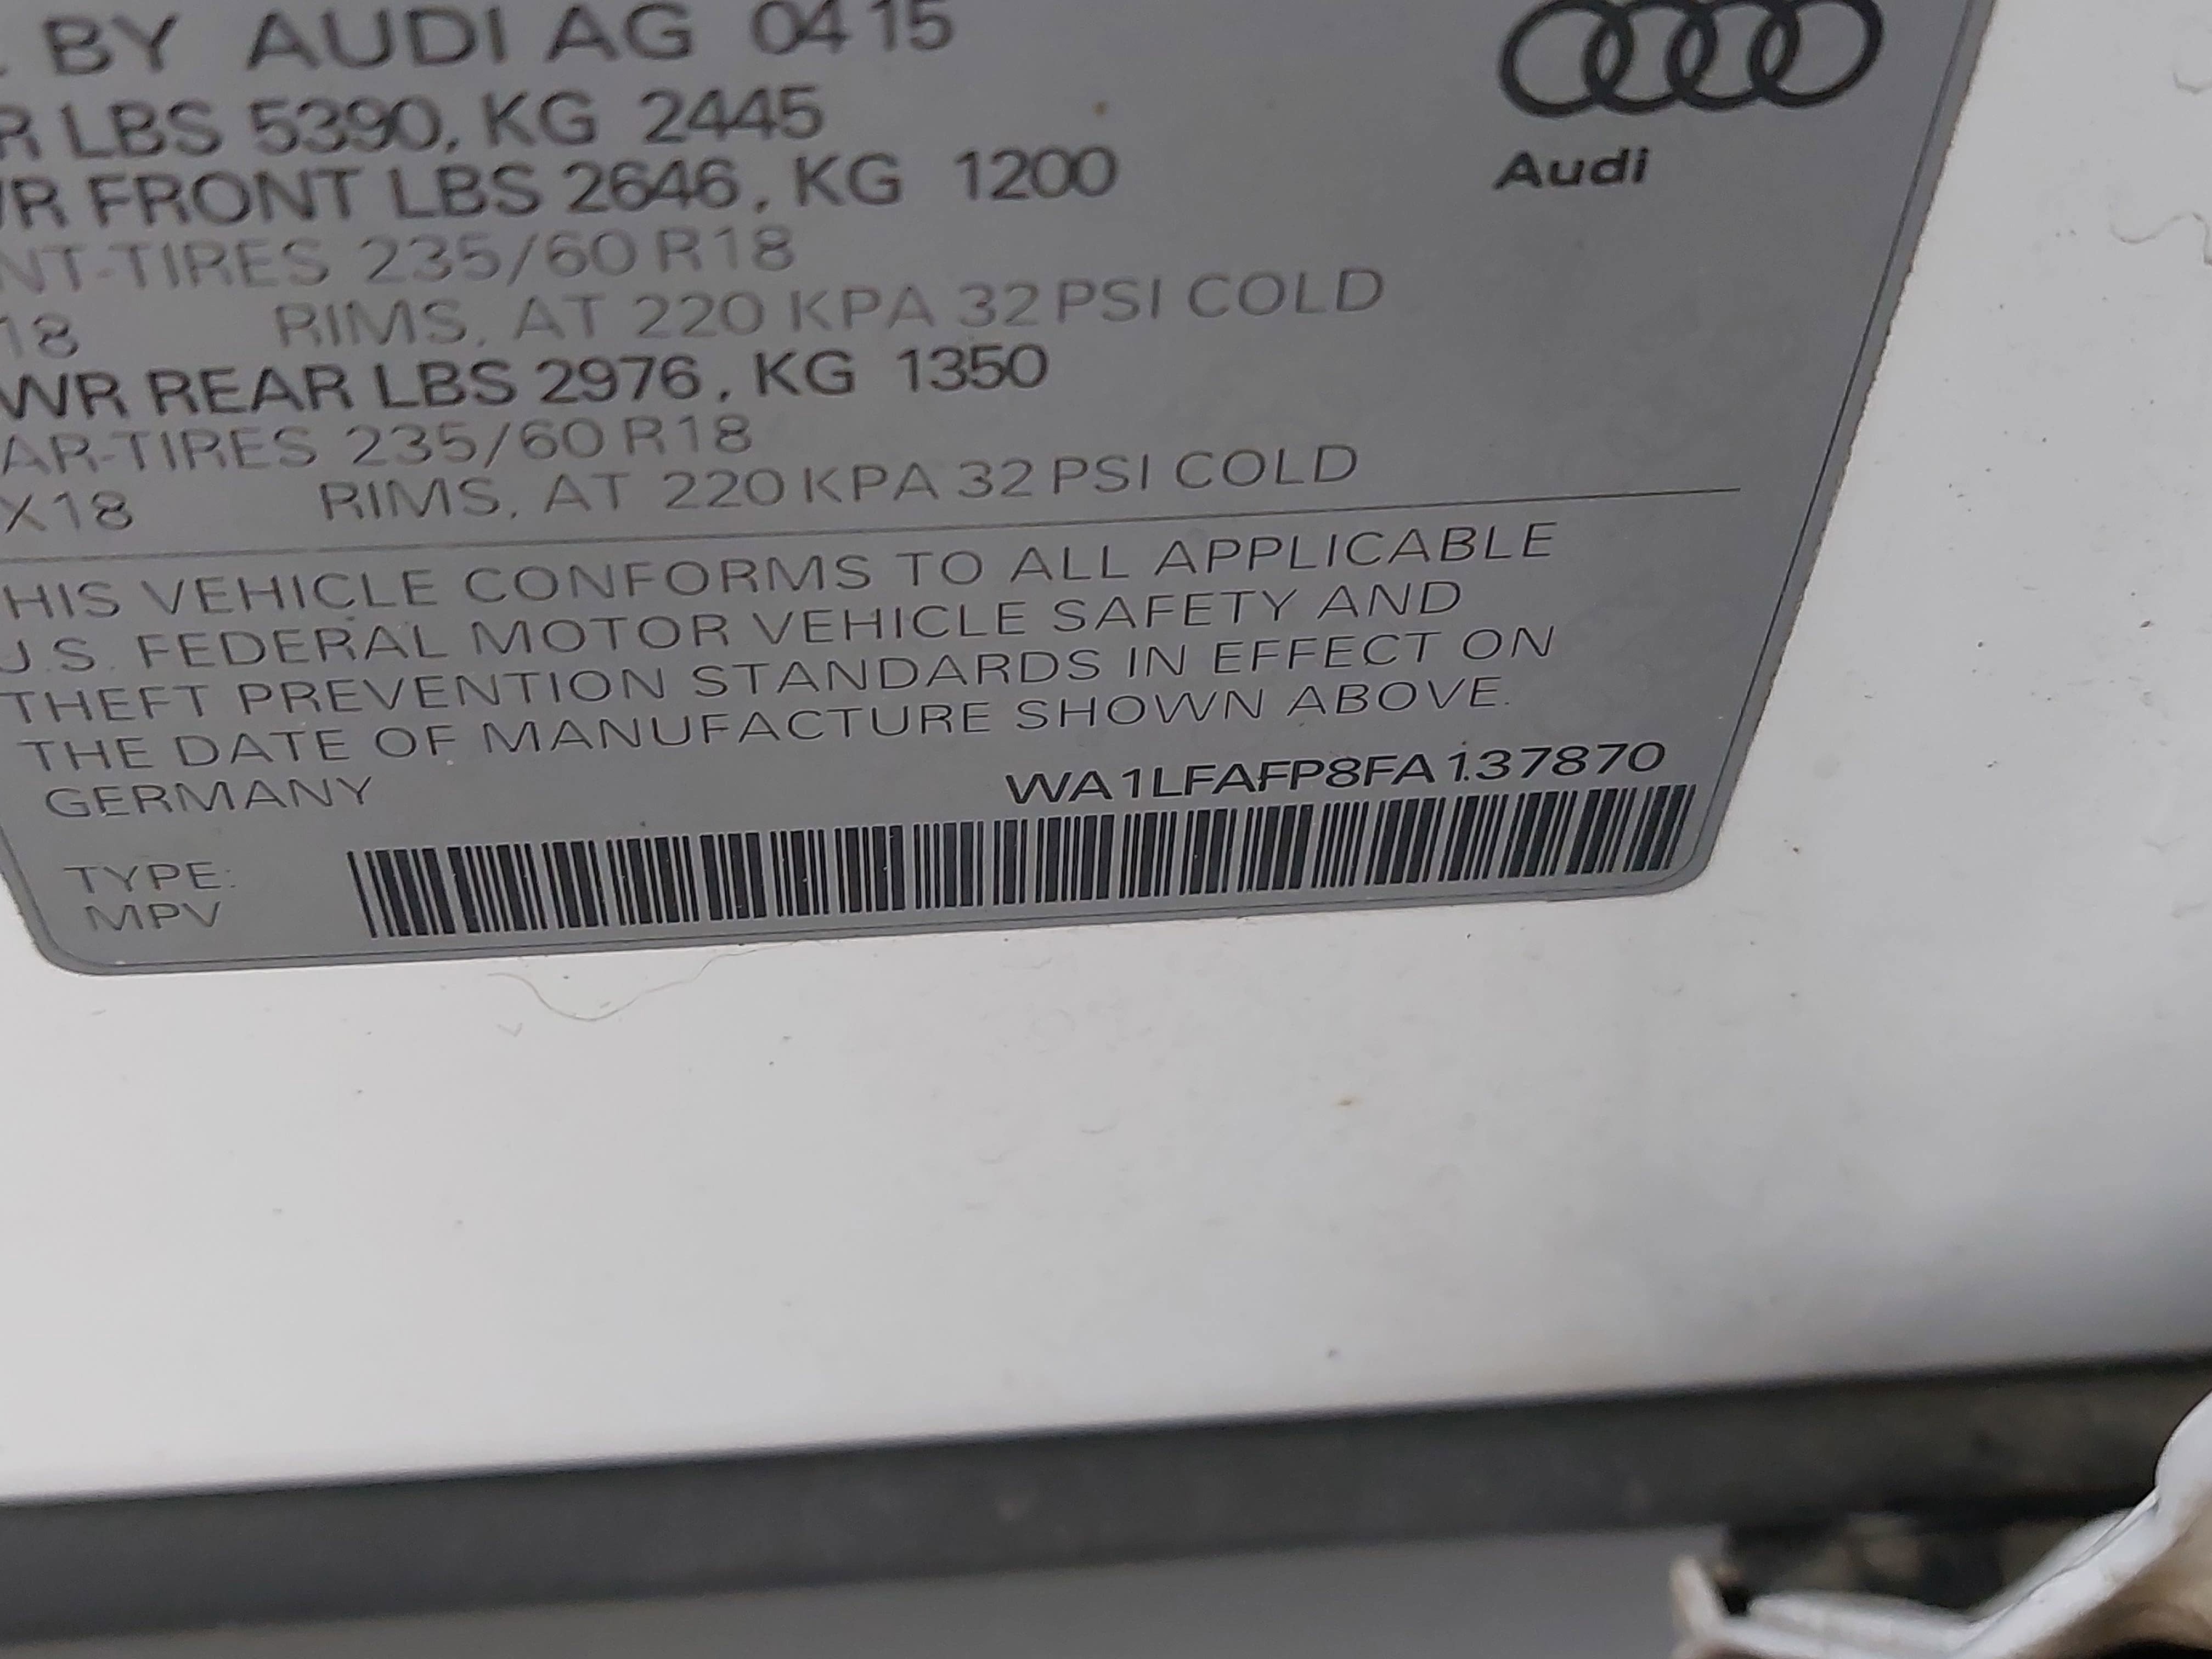 BY AUDI AG 0415
R LBS 5390, KG 2445
Audi
WR FRONT LBS 2646, KG 1200
NT-TIRES 235/60 R18
18 RIMS, AT 220 KPA 32 PSI COLD
WR REAR LBS 2976, KG 1350
AR-TIRES 235/60 R18
X18 RIMS, AT 220 KPA 32 PSI COLD
HIS VEHICLE CONFORMS TO ALL APPLICABLE
U.S. FEDERAL MOTOR VEHICLE SAFETY AND
THEFT PREVENTION STANDARDS IN EFFECT ON
THE DATE OF MANUFACTURE SHOWN ABOVE.
GERMANY WA1LFAFP8FA137870
TYPE:
MPV